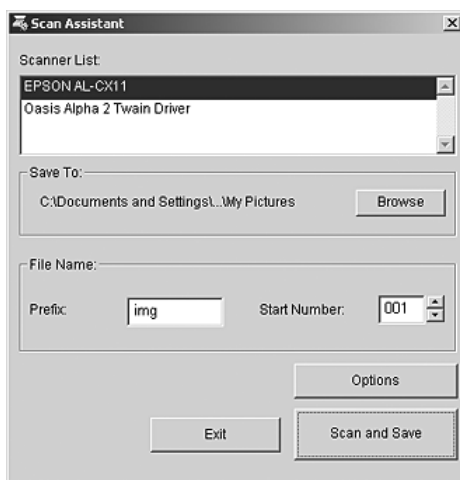 Scan Assistant
Scanner List:
EPSON AL-CX11
Oasis Alpha 2 Twain Driver
Save To:
C:\Documents and Settings\...\My Pictures
Browse
File Name:
Prefix: img Start Number: 001
Options
Exit Scan and Save